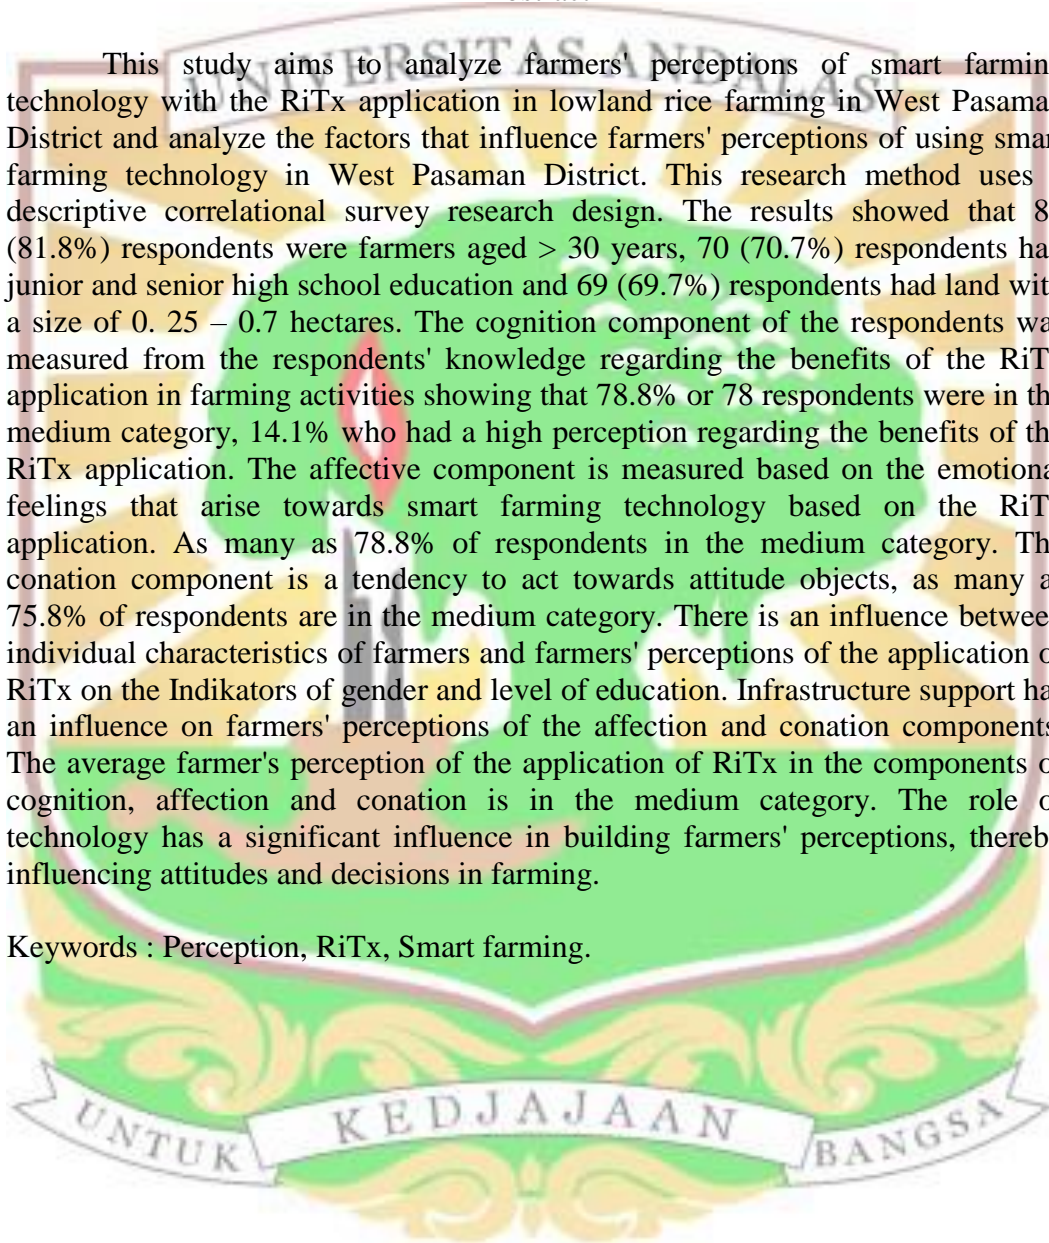 UNIVERSITAS ANDALAS
This study aims to analyze farmers' perceptions of smart farmin
technology with the RiTx application in lowland rice farming in West Pasama
District and analyze the factors that influence farmers' perceptions of using smar
farming technology in West Pasaman District. This research method uses
descriptive correlational survey research design. The results showed that 8
(81.8%) respondents were farmers aged > 30 years, 70 (70.7%) respondents ha
junior and senior high school education and 69 (69.7%) respondents had land wit
a size of 0. 25 – 0.7 hectares. The cognition component of the respondents wa
measured from the respondents' knowledge regarding the benefits of the RiT
application in farming activities showing that 78.8% or 78 respondents were in th
medium category, 14.1% who had a high perception regarding the benefits of th
RiTx application. The affective component is measured based on the emotiona
feelings that arise towards smart farming technology based on the RiT
application. As many as 78.8% of respondents in the medium category. Th
conation component is a tendency to act towards attitude objects, as many a
75.8% of respondents are in the medium category. There is an influence betwee
individual characteristics of farmers and farmers' perceptions of the application o
RiTx on the Indikators of gender and level of education. Infrastructure support ha
an influence on farmers' perceptions of the affection and conation components
The average farmer's perception of the application of RiTx in the components o
cognition, affection and conation is in the medium category. The role o
technology has a significant influence in building farmers' perceptions, thereb
influencing attitudes and decisions in farming.
Keywords : Perception, RiTx, Smart farming.
UNTUK KEDJAJAAN BANGSA